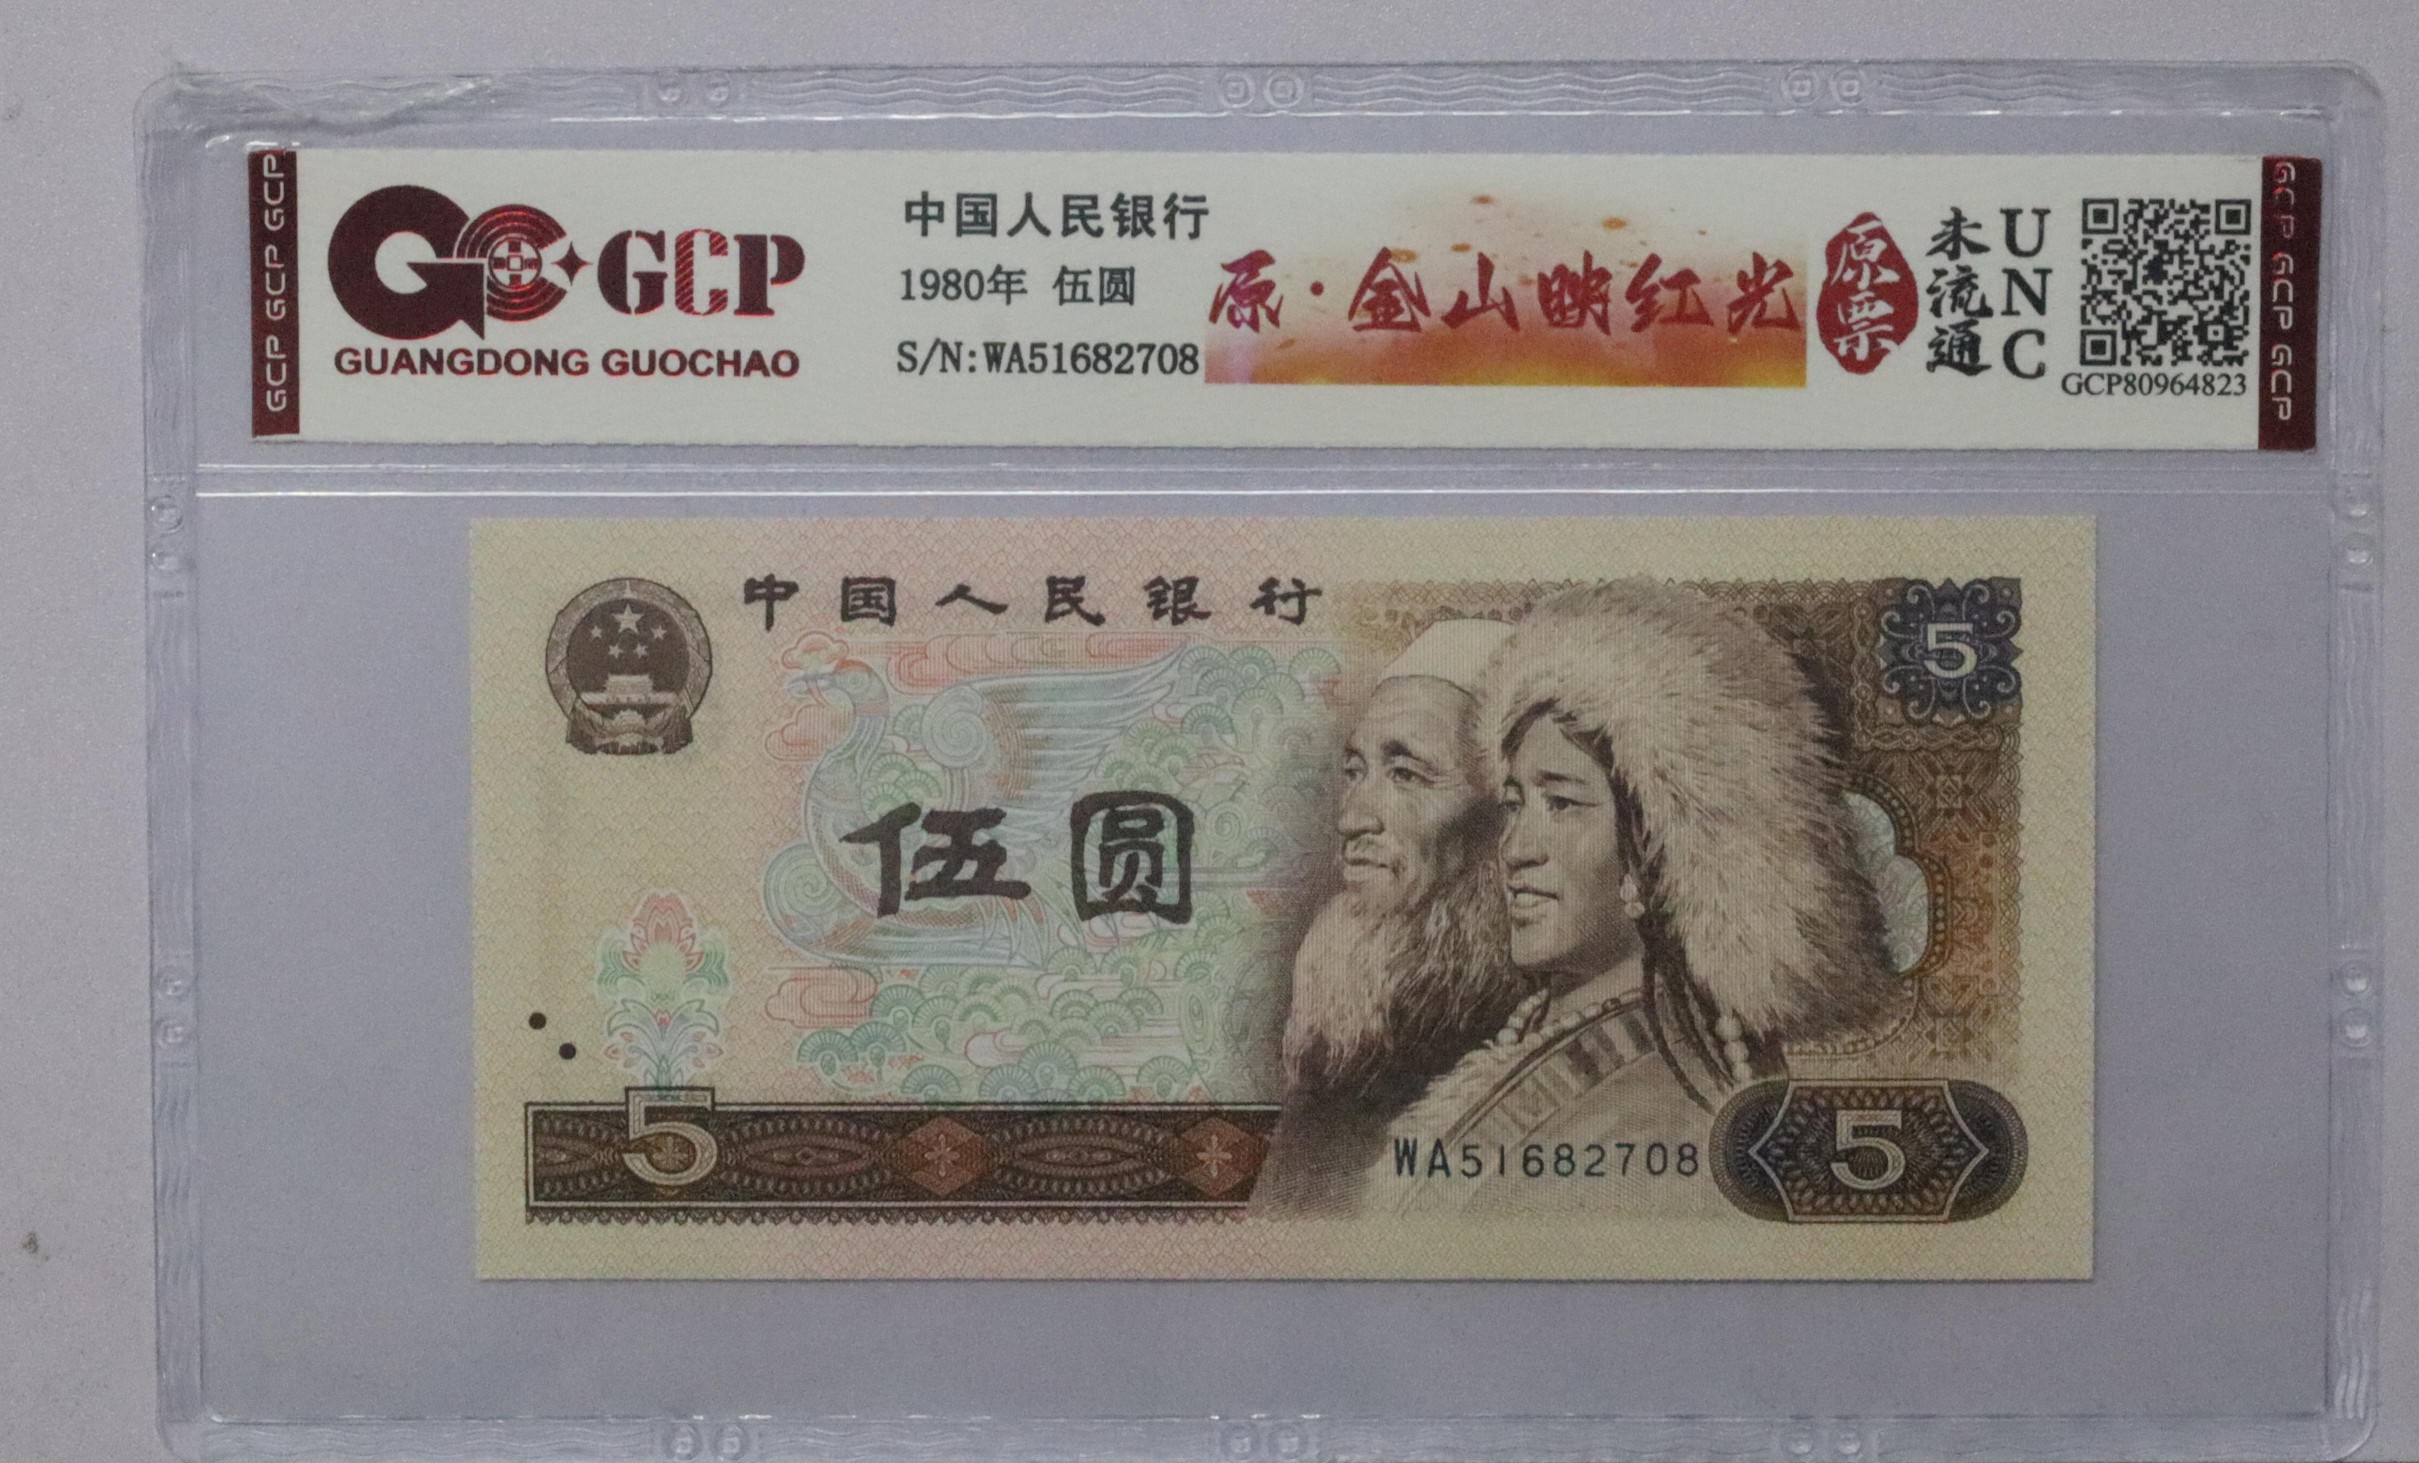 GCP GCP GCP
GCP
GUANGDONG GUOCHAO
中国人民银行
1980年 伍圆
S/N:WA51682708
原·金山映红光
原票
未流通
UNC
GCP80964823
GCP GCP GCP
中国人民银行
5
伍圆
5
WA51682708
5